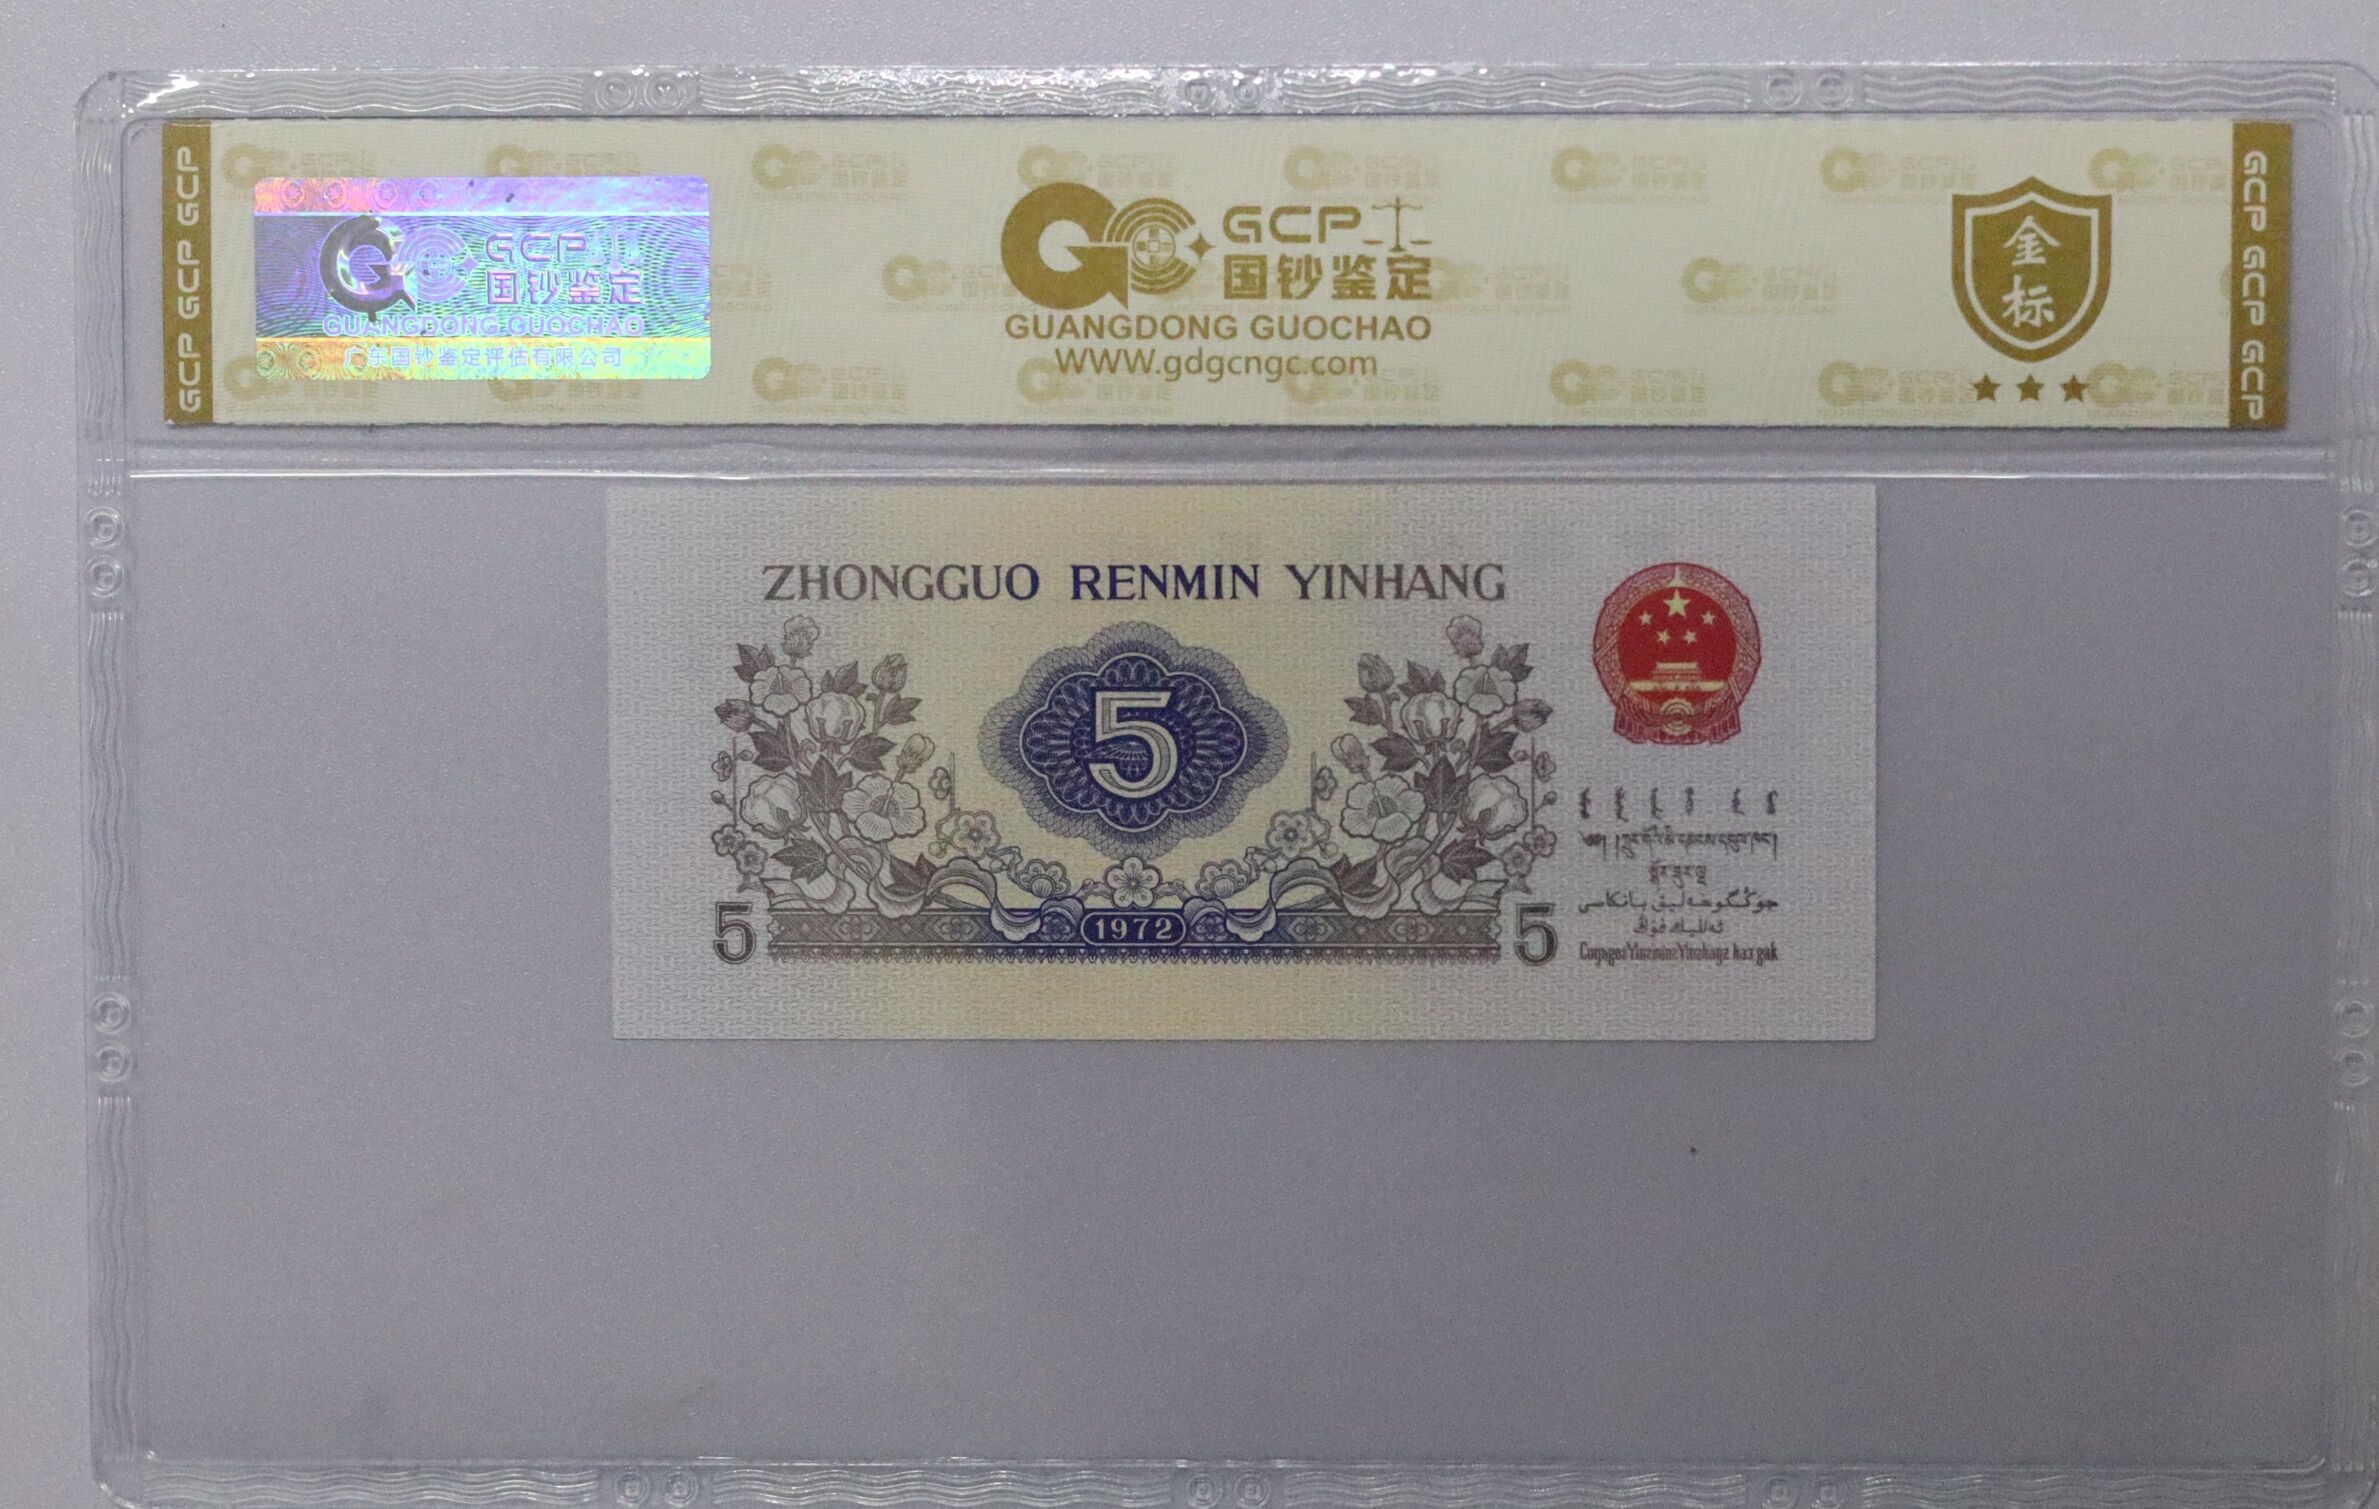 GCP GCP GCP
GCP
国钞鉴定
GUANGDONG GUOCHAO
广东国钞鉴定评估有限公司
GCP
国钞鉴定
GUANGDONG GUOCHAO
WWW.gdgcngc.com
金
标
GCP GCP GCP
ZHONGGUO RENMIN YINHANG
5
1972
5
5
جۇڭگوخەلىق بانكاسى